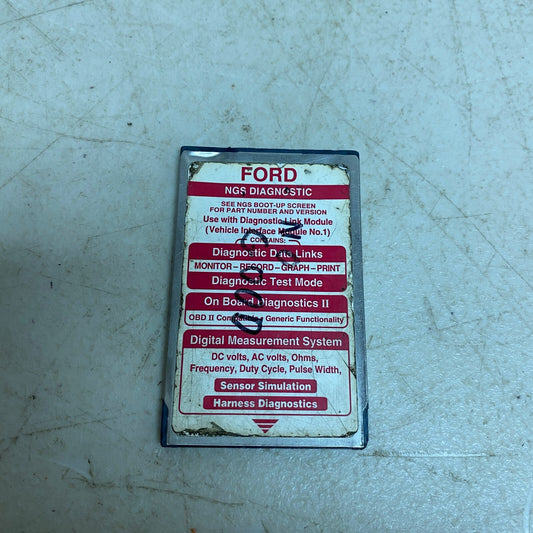 FORD
NGS DIAGNOSTIC
SEE NGS BOOT-UP SCREEN
FOR PART NUMBER AND VERSION
Use with Diagnostic Link Module
(Vehicle Interface Module No.1)
CONTAINS:
Diagnostic Data Links
MONITOR – RECORD – GRAPH – PRINT
Diagnostic Test Mode
On Board Diagnostics II
OBD II Compatible - Generic Functionality
Digital Measurement System
DC volts, AC volts, Ohms,
Frequency, Duty Cycle, Pulse Width,
Sensor Simulation
Harness Diagnostics